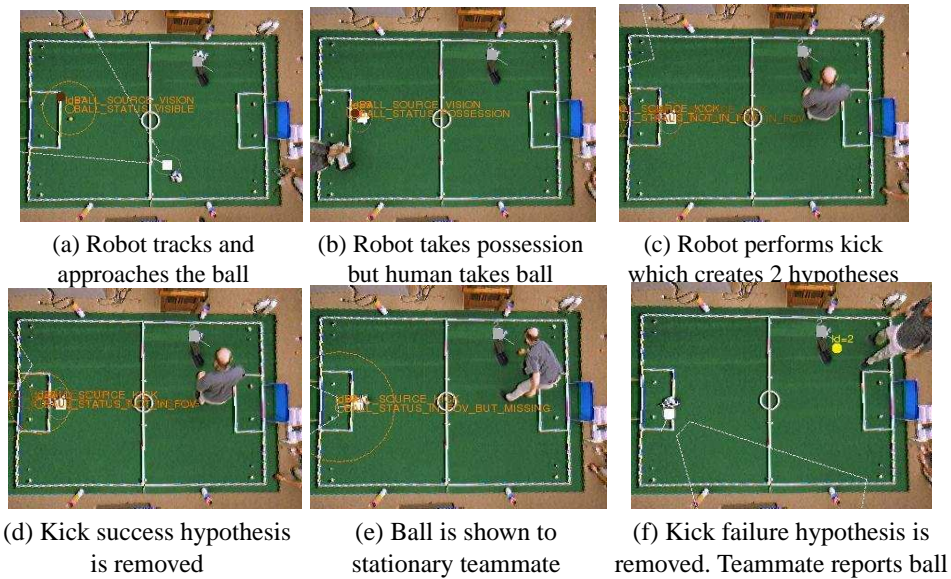 BALL_SOURCE_VISION
BALL_STATUS_VISIBLE
BALL_SOURCE_VISION
BALL_STATUS_POSSESSION
(a) Robot tracks and
approaches the ball
(b) Robot takes possession
but human takes ball
(c) Robot performs kick
which creates 2 hypotheses
BALL_STATUS_IN_FOV_BUT_MISSING
Id=2
(d) Kick success hypothesis
is removed
(e) Ball is shown to
stationary teammate
(f) Kick failure hypothesis is
removed. Teammate reports ball